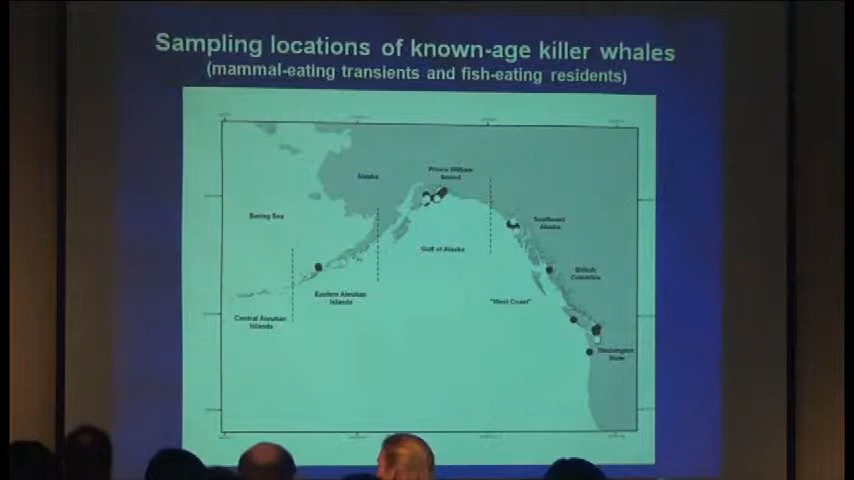 Sampling locations of known-age killer whales
(mammal-eating transients and fish-eating residents)
Prince William
Sound
Alaska
Bering Sea
Southeast
Alaska
Gulf of Alaska
British
Columbia
Eastern Aleutian
Islands
"West Coast"
Central Aleutian
Islands
Washington
State